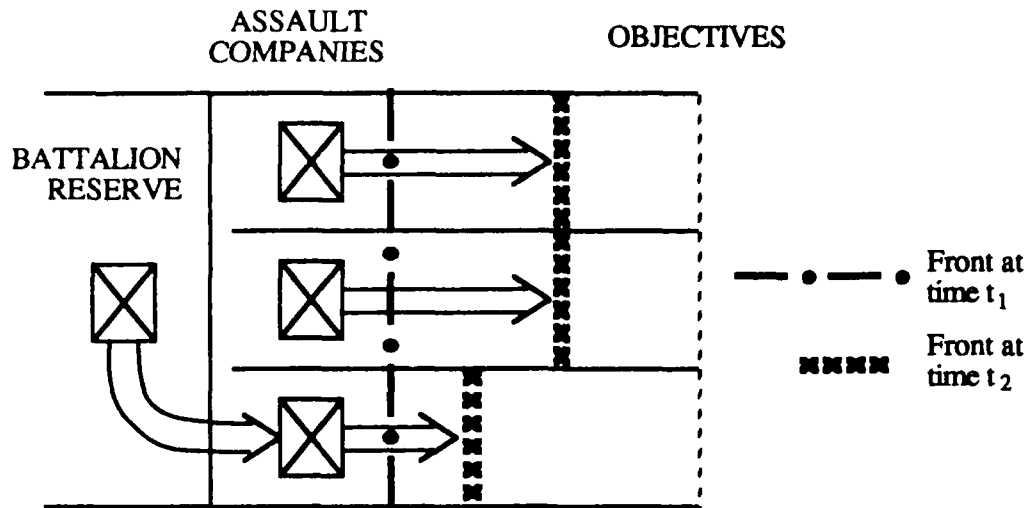 ASSAULT
COMPANIES
OBJECTIVES
BATTALION
RESERVE
Front at
time t1
Front at
time t2